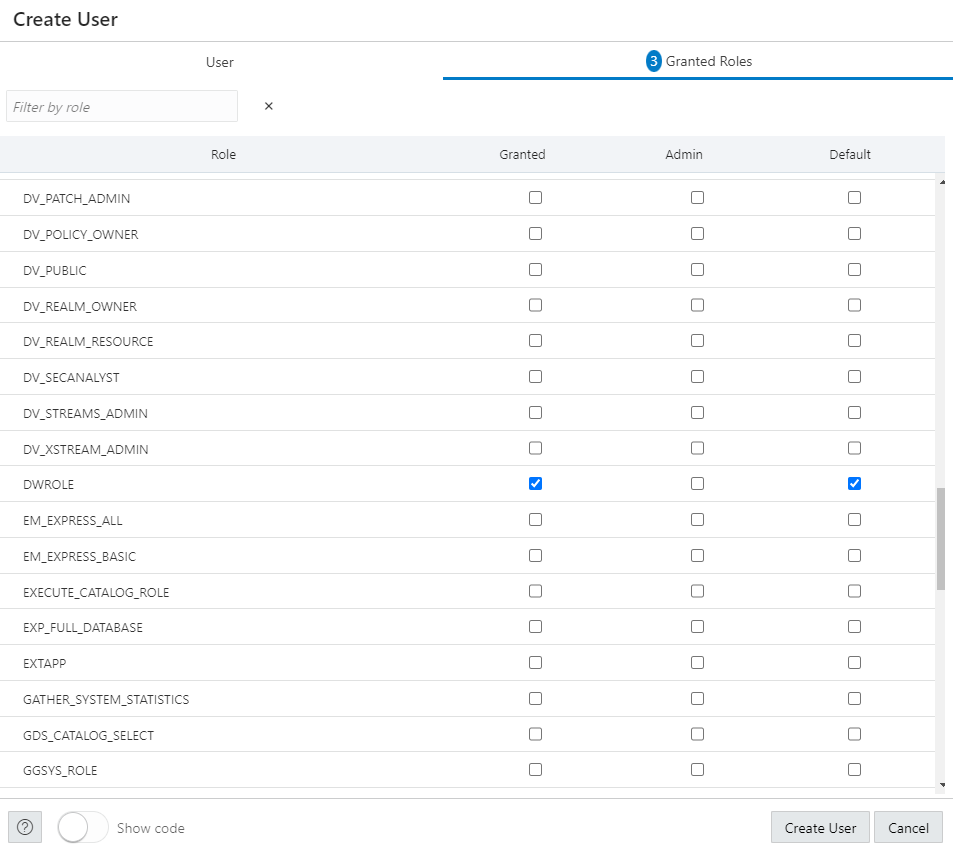 Create User
User
3 Granted Roles
Filter by role
×
Role Granted Admin Default
DV_PATCH_ADMIN
DV_POLICY_OWNER
DV_PUBLIC
DV_REALM_OWNER
DV_REALM_RESOURCE
DV_SECANALYST
DV_STREAMS_ADMIN
DV_XSTREAM_ADMIN
DWROLE
EM_EXPRESS_ALL
EM_EXPRESS_BASIC
EXECUTE_CATALOG_ROLE
EXP_FULL_DATABASE
EXTAPP
GATHER_SYSTEM_STATISTICS
GDS_CATALOG_SELECT
GGSYS_ROLE
? Show code Create User Cancel